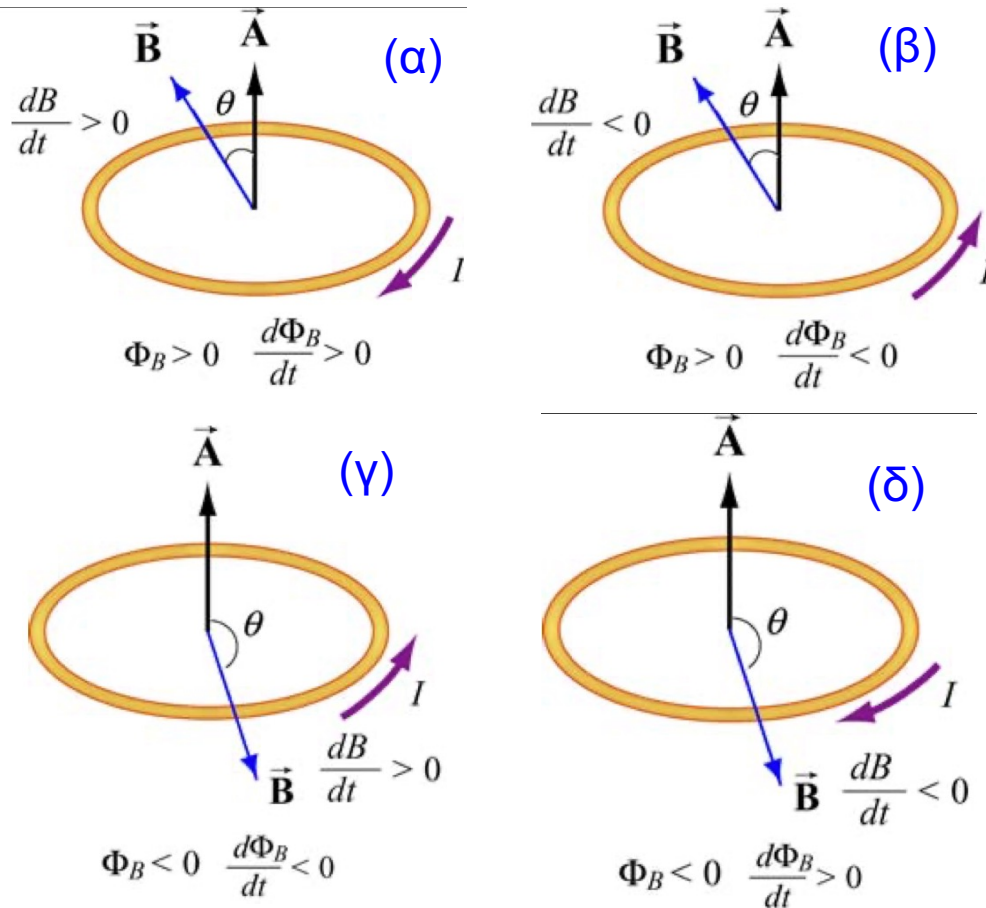 B⃗ A⃗ (α)
dB/dt > 0 θ
I
Φ_B > 0 dΦ_B/dt > 0
B⃗ A⃗ (β)
dB/dt < 0 θ
I
Φ_B > 0 dΦ_B/dt < 0
A⃗ (γ)
θ
I
B⃗ dB/dt > 0
Φ_B < 0 dΦ_B/dt < 0
A⃗ (δ)
θ
I
B⃗ dB/dt < 0
Φ_B < 0 dΦ_B/dt > 0